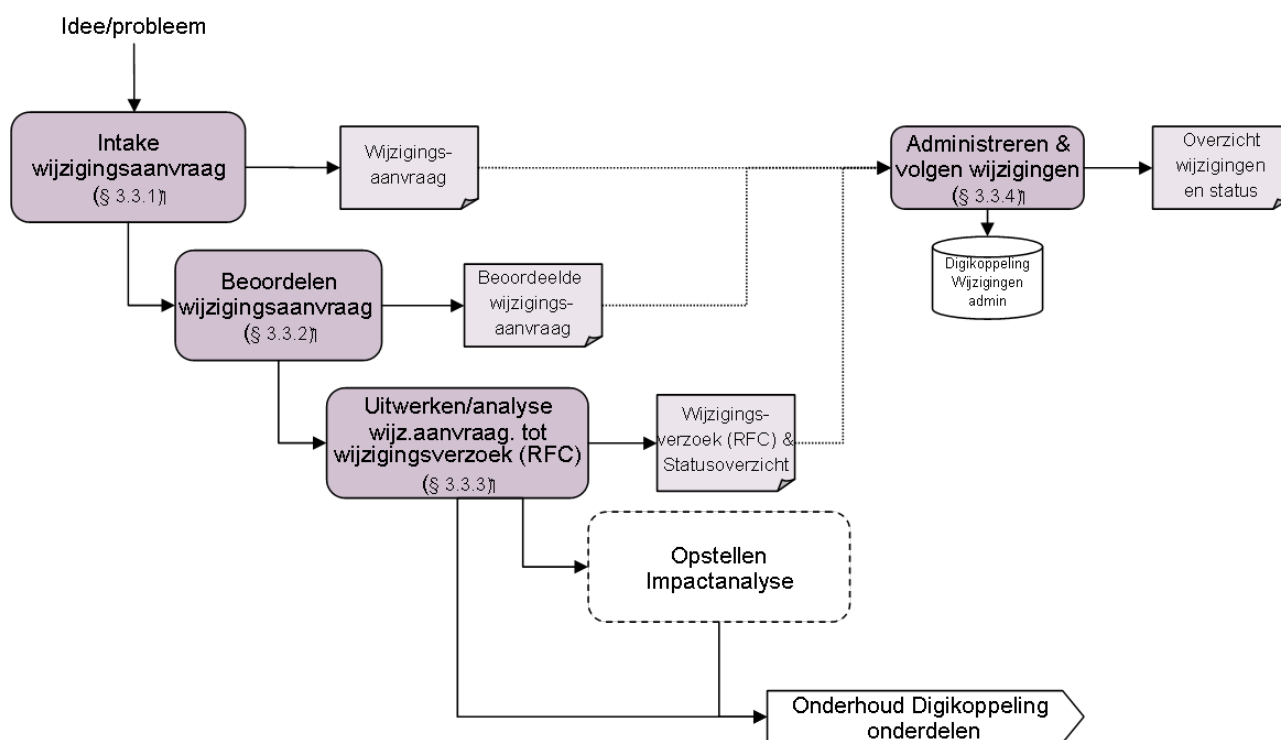 Idee/probleem
Intake
wijzigingsaanvraag
(§ 3.3.1)¶
Wijzigings-
aanvraag
Administreren &
volgen wijzigingen
(§ 3.3.4)¶
Overzicht
wijzigingen
en status
Digikoppeling
Wijzigingen
admin
Beoordelen
wijzigingsaanvraag
(§ 3.3.2)¶
Beoordeelde
wijzigings-
aanvraag
Uitwerken/analyse
wijz.aanvraag. tot
wijzigingsverzoek (RFC)
(§ 3.3.3)¶
Wijzigings-
verzoek (RFC) &
Statusoverzicht
Opstellen
Impactanalyse
Onderhoud Digikoppeling
onderdelen